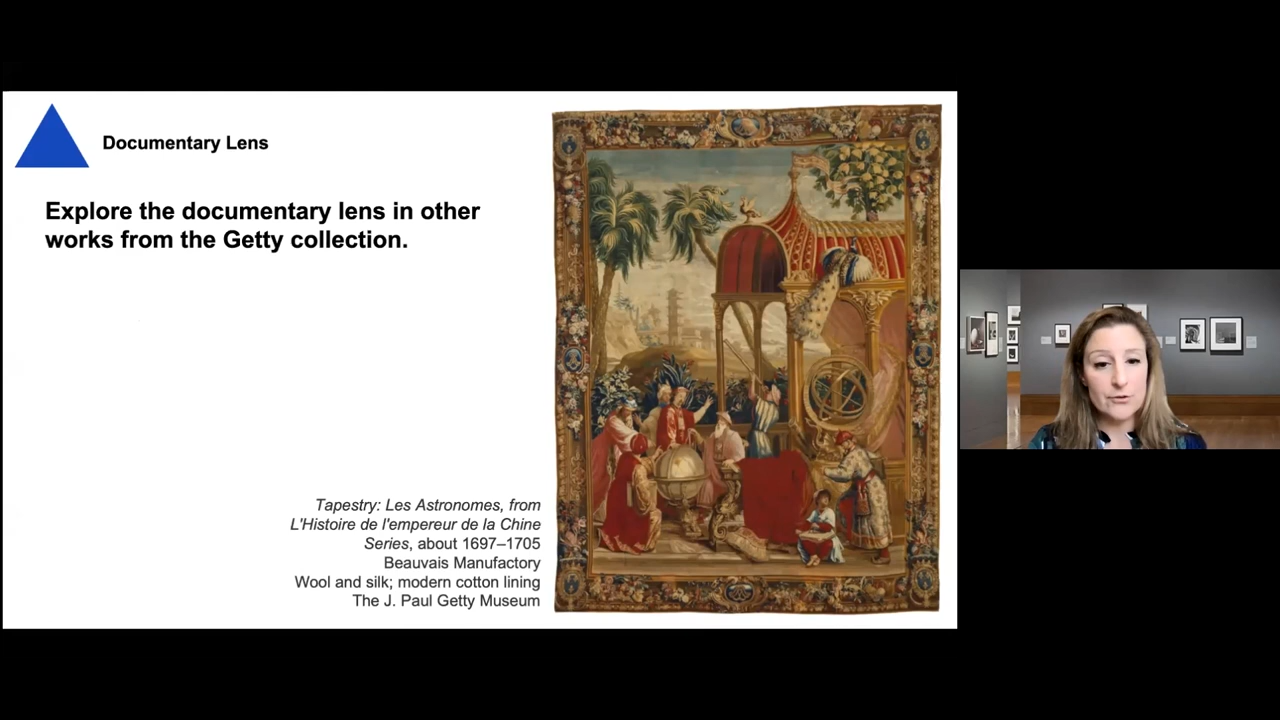 Documentary Lens
Explore the documentary lens in other
works from the Getty collection.
Tapestry: Les Astronomes, from
L'Histoire de l'empereur de la Chine
Series, about 1697–1705
Beauvais Manufactory
Wool and silk; modern cotton lining
The J. Paul Getty Museum